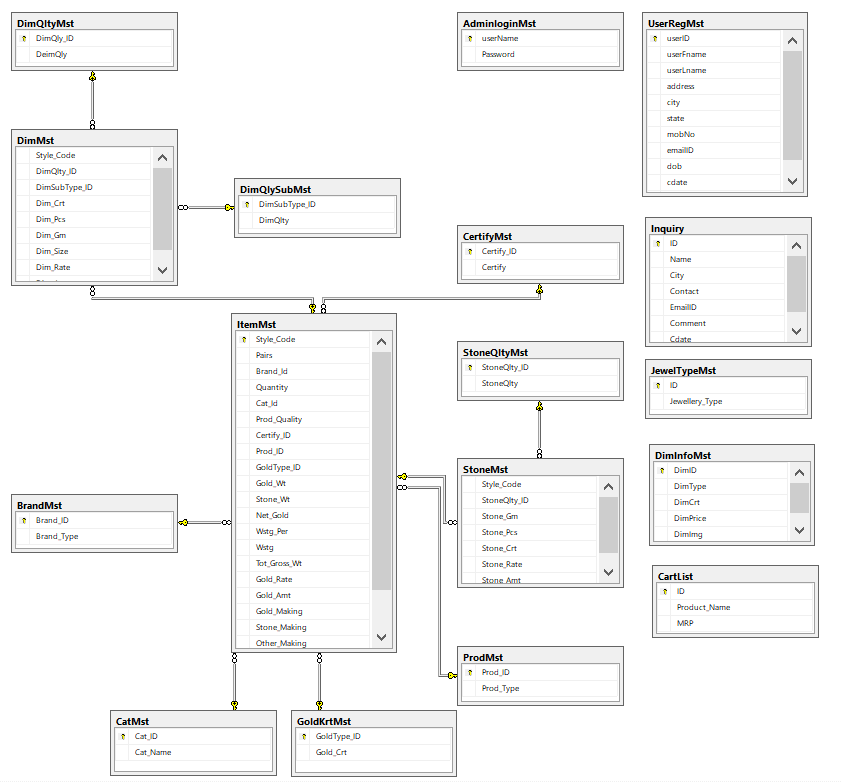 DimQltyMst
DimQly_ID
DeimQly
AdminloginMst
userName
Password
UserRegMst
userID
userFname
userLname
address
city
state
mobNo
emailID
dob
cdate
DimMst
Style_Code
DimQlty_ID
DimSubType_ID
Dim_Crt
Dim_Pcs
Dim_Gm
Dim_Size
Dim_Rate
DimQlySubMst
DimSubType_ID
DimQlty
CertifyMst
Certify_ID
Certify
Inquiry
ID
Name
City
Contact
EmailID
Comment
Cdate
ItemMst
Style_Code
Pairs
Brand_Id
Quantity
Cat_Id
Prod_Quality
Certify_ID
Prod_ID
GoldType_ID
Gold_Wt
Stone_Wt
Net_Gold
Wstg_Per
Wstg
Tot_Gross_Wt
Gold_Rate
Gold_Amt
Gold_Making
Stone_Making
Other_Making
StoneQltyMst
StoneQlty_ID
StoneQlty
JewelTypeMst
ID
Jewellery_Type
StoneMst
Style_Code
StoneQlty_ID
Stone_Gm
Stone_Pcs
Stone_Crt
Stone_Rate
Stone_Amt
DimInfoMst
DimID
DimType
DimCrt
DimPrice
DimImg
BrandMst
Brand_ID
Brand_Type
CartList
ID
Product_Name
MRP
ProdMst
Prod_ID
Prod_Type
CatMst
Cat_ID
Cat_Name
GoldKrtMst
GoldType_ID
Gold_Crt